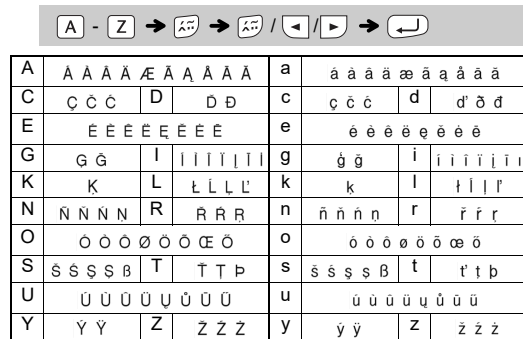 A - Z / /
A Á À Â Ä Æ Ã Ą Å Ā Ă a á à â ä æ ã ą å ā ă
C Ç Č Ć D Ď Đ c ç č ć d ď ð đ
E É È Ê Ë Ę Ě Ė Ē e é è ê ë ę ě ė ē
G Ģ Ğ I Í Ì Î Ï Į Ī İ g ģ ğ i í ì î ï į ī ı
K Ķ L Ł Ĺ Ļ Ľ k ķ l ł ĺ ļ ľ
N Ñ Ň Ń Ņ R Ř Ŕ Ŗ n ñ ň ń ņ r ř ŕ ŗ
O Ó Ò Ô Ø Ö Õ Œ Ő o ó ò ô ø ö õ œ ő
S Š Ś Ş Ș ß T Ť Ţ Þ s š ś ş ș ß t ť ţ þ
U Ú Ù Û Ü Ų Ů Ū Ű u ú ù û ü ų ů ū ű
Y Ý Ÿ Z Ž Ź Ż y ý ÿ z ž ź ż